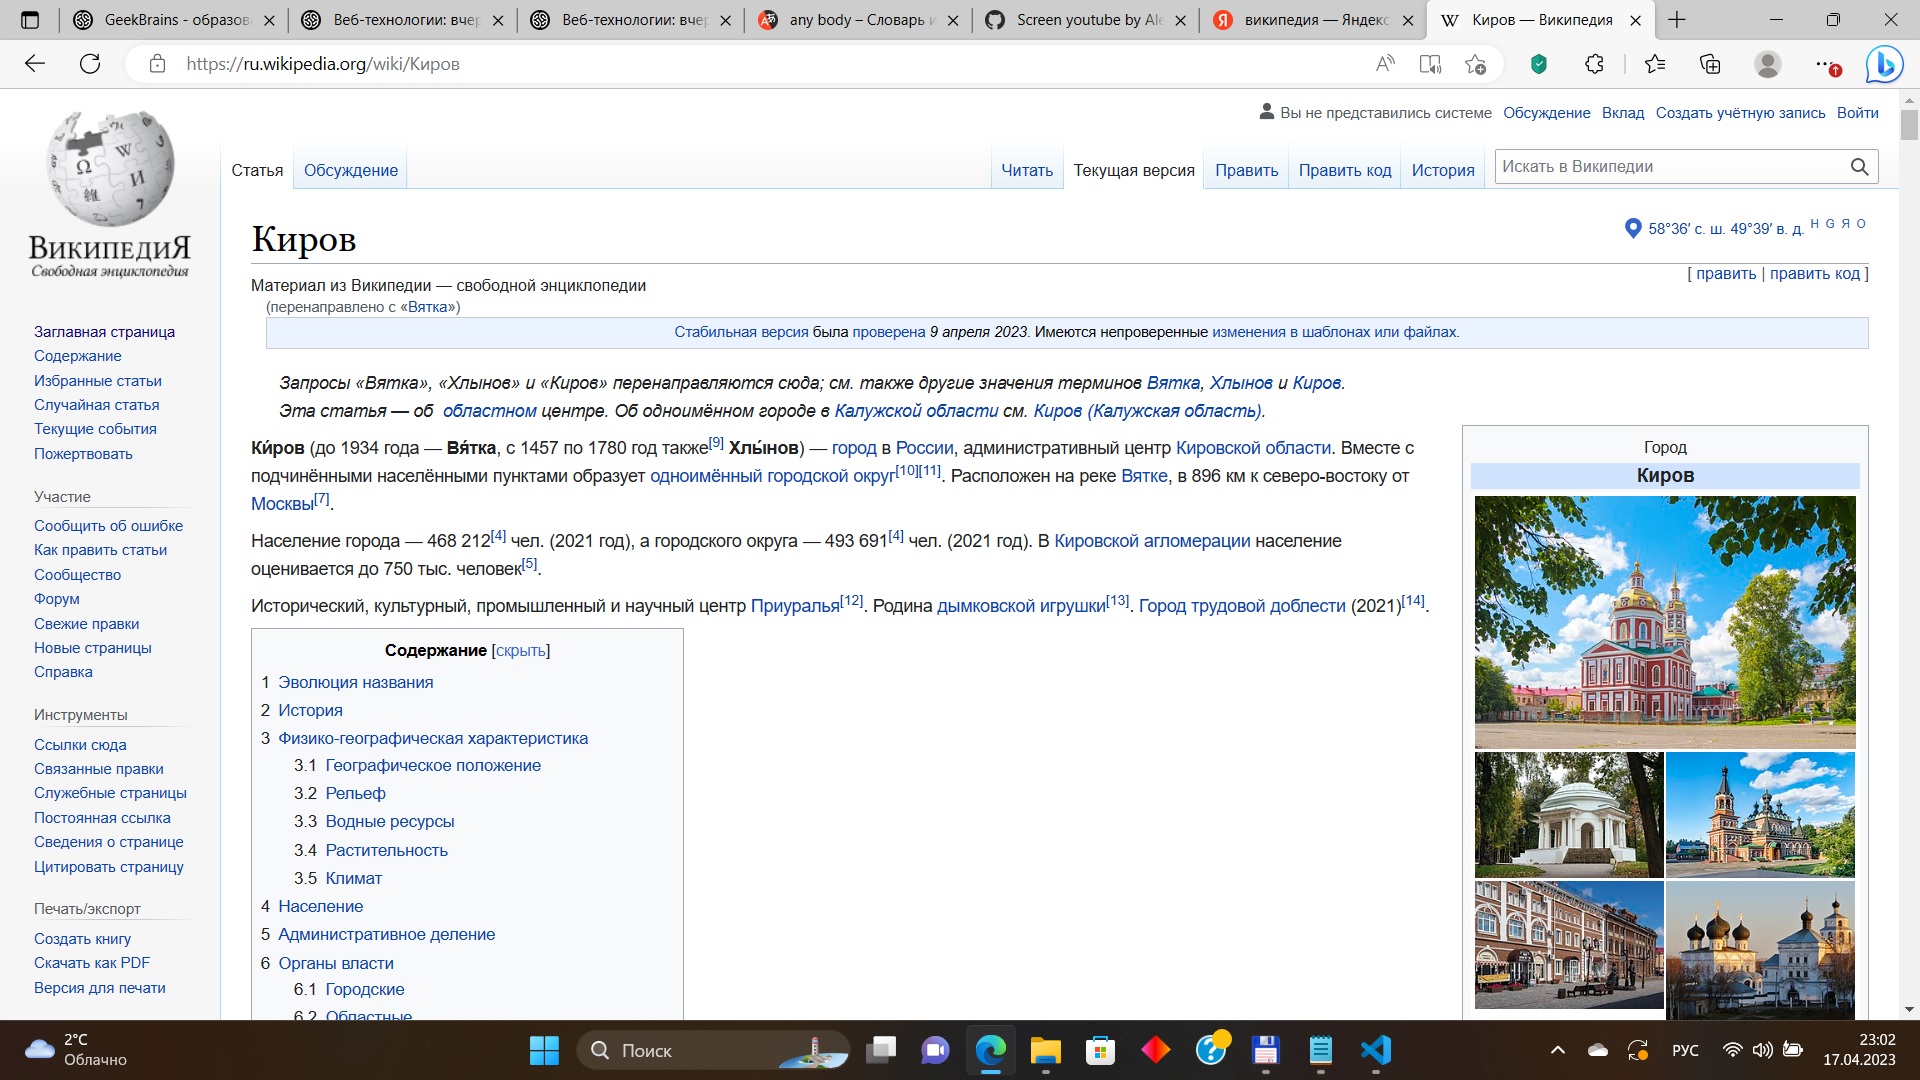 GeekBrains - образова
Веб-технологии: вчер
Веб-технологии: вчер
any body – Словарь и
Screen youtube by Ale
википедия — Яндекс
Киров — Википедия
https://ru.wikipedia.org/wiki/Киров
Вы не представились системе Обсуждение Вклад Создать учётную запись Войти
Статья Обсуждение Читать Текущая версия Править Править код История Искать в Википедии
ВикипедиЯ
Свободная энциклопедия
Заглавная страница
Содержание
Избранные статьи
Случайная статья
Текущие события
Пожертвовать
Участие
Сообщить об ошибке
Как править статьи
Сообщество
Форум
Свежие правки
Новые страницы
Справка
Инструменты
Ссылки сюда
Связанные правки
Служебные страницы
Постоянная ссылка
Сведения о странице
Цитировать страницу
Печать/экспорт
Создать книгу
Скачать как PDF
Версия для печати
Киров
58°36′ с. ш. 49°39′ в. д. H G Я O
[ править | править код ]
Материал из Википедии — свободной энциклопедии
(перенаправлено с «Вятка»)
Стабильная версия была проверена 9 апреля 2023. Имеются непроверенные изменения в шаблонах или файлах.
Запросы «Вятка», «Хлынов» и «Киров» перенаправляются сюда; см. также другие значения терминов Вятка, Хлынов и Киров.
Эта статья — об областном центре. Об одноимённом городе в Калужской области см. Киров (Калужская область).
Ки́ров (до 1934 года — Вя́тка, с 1457 по 1780 год также[9] Хлы́нов) — город в России, административный центр Кировской области. Вместе с
подчинёнными населёнными пунктами образует одноимённый городской округ[10][11]. Расположен на реке Вятке, в 896 км к северо-востоку от
Москвы[7].
Население города — 468 212[4] чел. (2021 год), а городского округа — 493 691[4] чел. (2021 год). В Кировской агломерации население
оценивается до 750 тыс. человек[5].
Исторический, культурный, промышленный и научный центр Приуралья[12]. Родина дымковской игрушки[13]. Город трудовой доблести (2021)[14].
Содержание [скрыть]
1 Эволюция названия
2 История
3 Физико-географическая характеристика
3.1 Географическое положение
3.2 Рельеф
3.3 Водные ресурсы
3.4 Растительность
3.5 Климат
4 Население
5 Административное деление
6 Органы власти
6.1 Городские
6.2 Областные
Город
Киров
2°C
Облачно
Поиск
РУС
23:02
17.04.2023